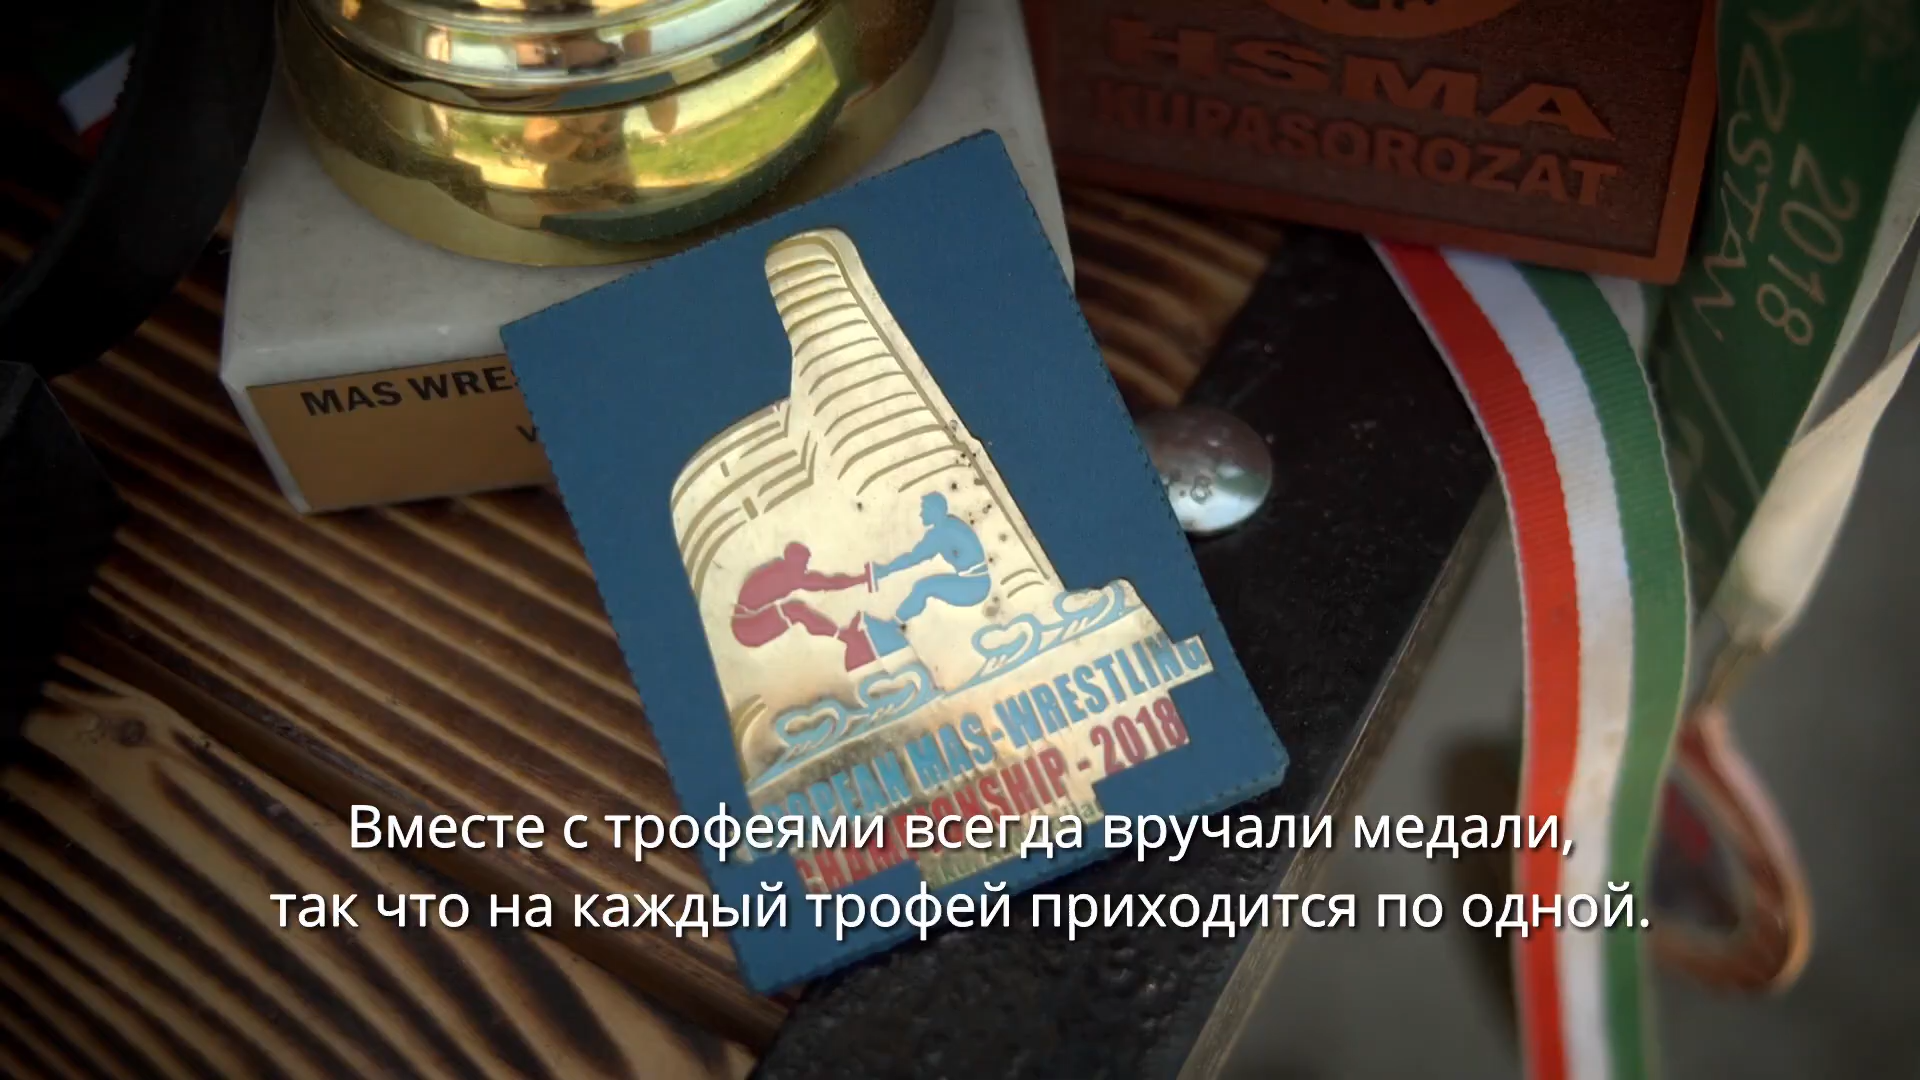 HSMA
KUPASOROZAT
2018
MAS
EUROPEAN MAS-WRESTLING
CHAMPIONSHIP - 2018
Вместе с трофеями всегда вручали медали,
так что на каждый трофей приходится по одной.